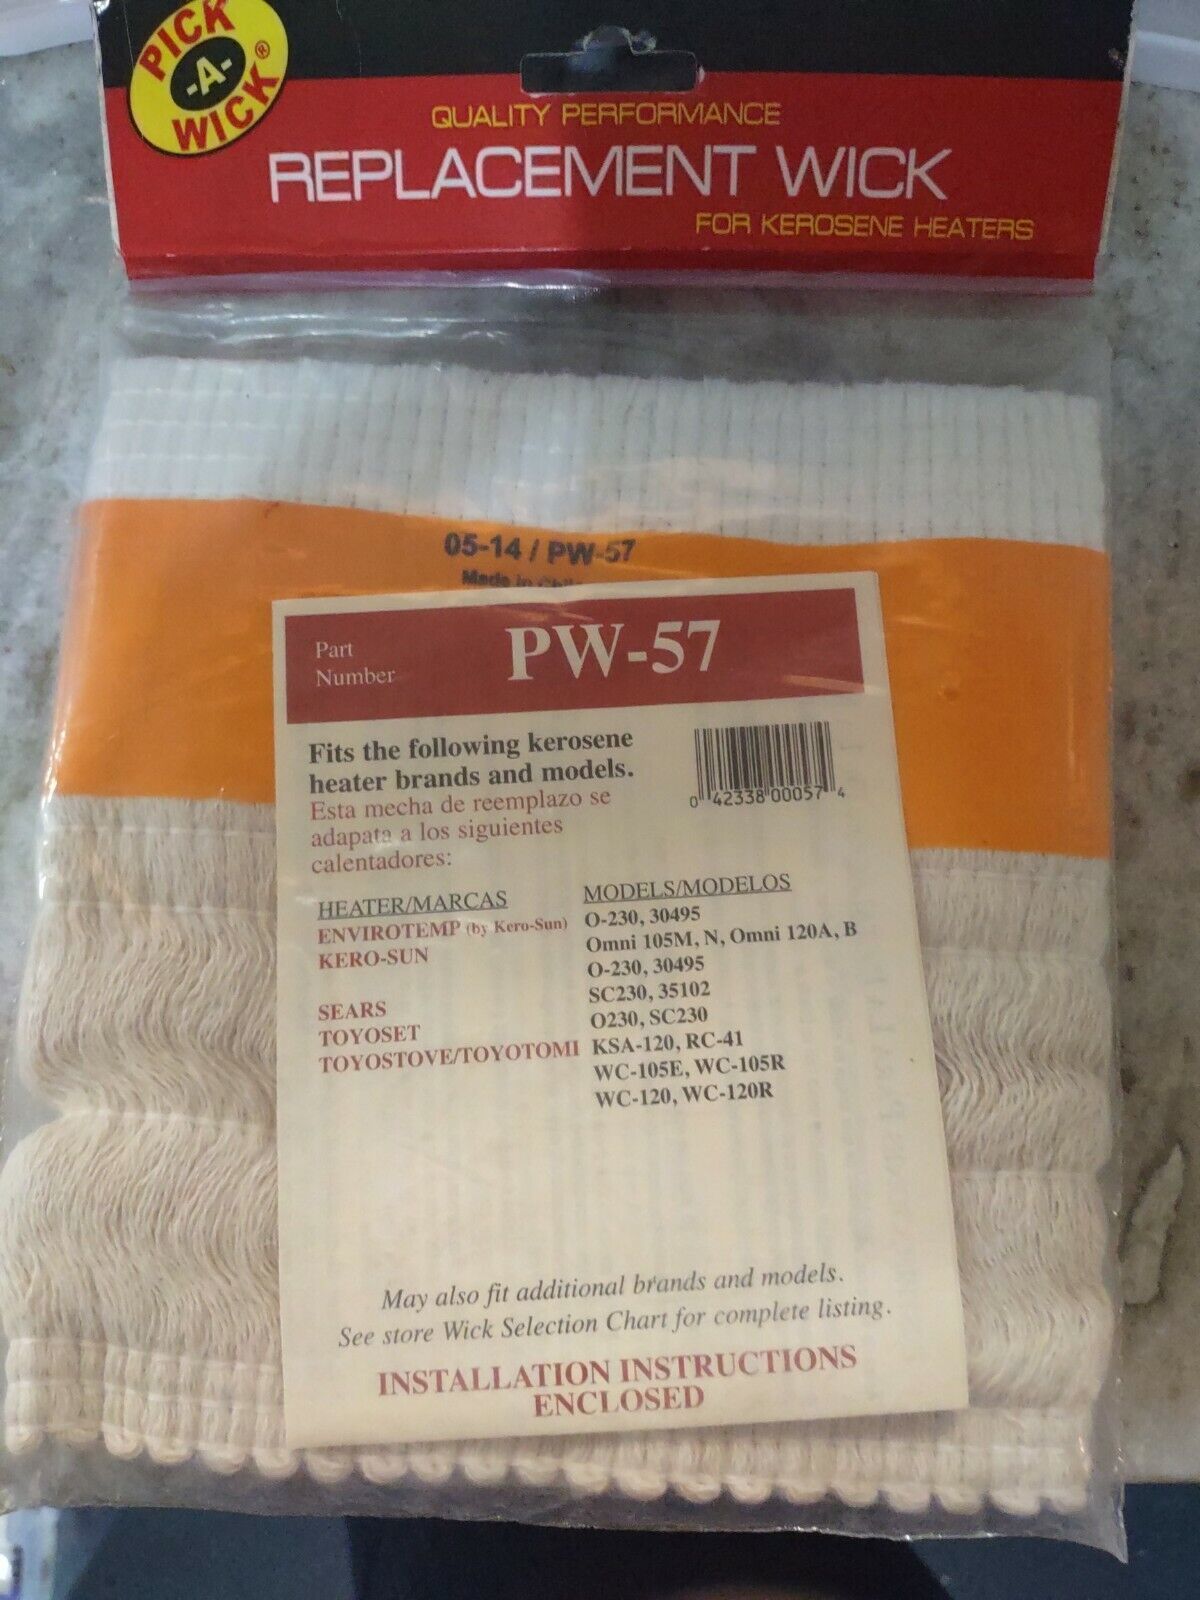 PICK
-A-
WICK®
QUALITY PERFORMANCE
REPLACEMENT WICK
FOR KEROSENE HEATERS
05-14 / PW-57
Made in
Part
Number
PW-57
Fits the following kerosene
heater brands and models.
Esta mecha de reemplazo se
adapata a los siguientes
calentadores:
0 42338 00057 4
HEATER/MARCAS MODELS/MODELOS
ENVIROTEMP (by Kero-Sun) O-230, 30495
KERO-SUN Omni 105M, N, Omni 120A, B
O-230, 30495
SEARS SC230, 35102
TOYOSET O230, SC230
TOYOSTOVE/TOYOTOMI KSA-120, RC-41
WC-105E, WC-105R
WC-120, WC-120R
May also fit additional brands and models.
See store Wick Selection Chart for complete listing.
INSTALLATION INSTRUCTIONS
ENCLOSED